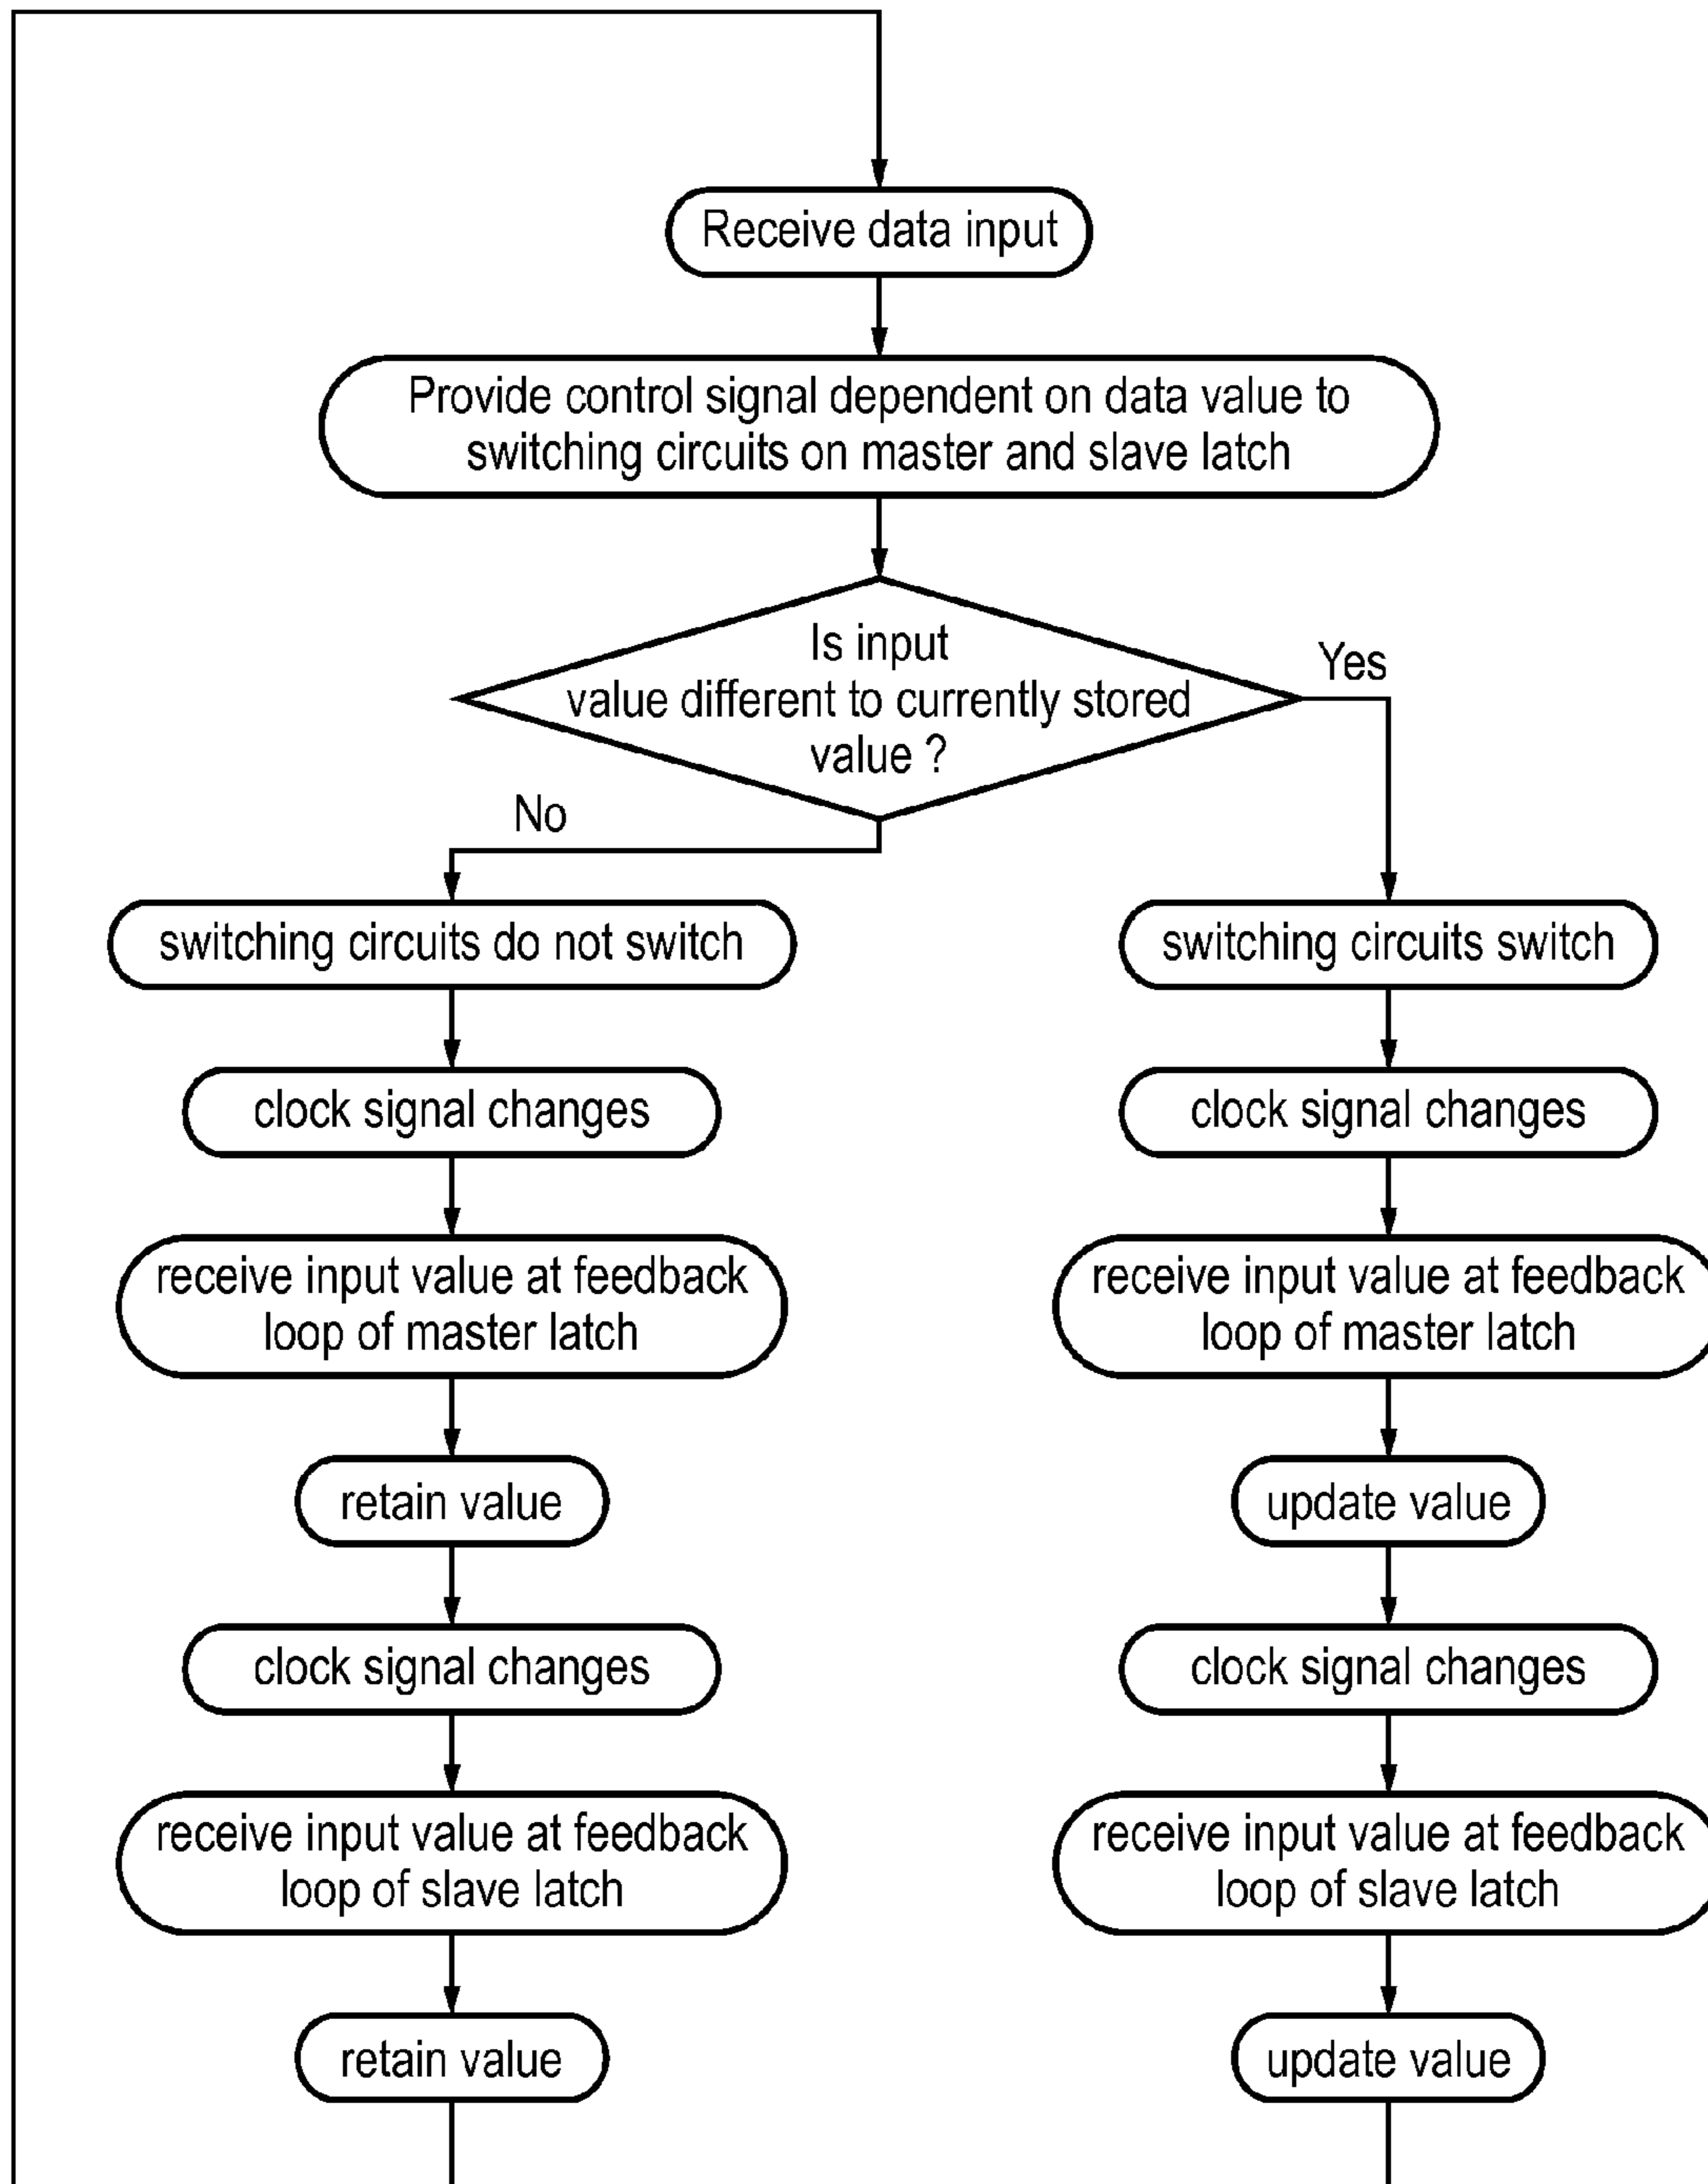 Receive data input
Provide control signal dependent on data value to
switching circuits on master and slave latch
Is input
value different to currently stored
value ?
Yes
No
switching circuits do not switch
clock signal changes
receive input value at feedback
loop of master latch
retain value
clock signal changes
receive input value at feedback
loop of slave latch
retain value
switching circuits switch
clock signal changes
receive input value at feedback
loop of master latch
update value
clock signal changes
receive input value at feedback
loop of slave latch
update value